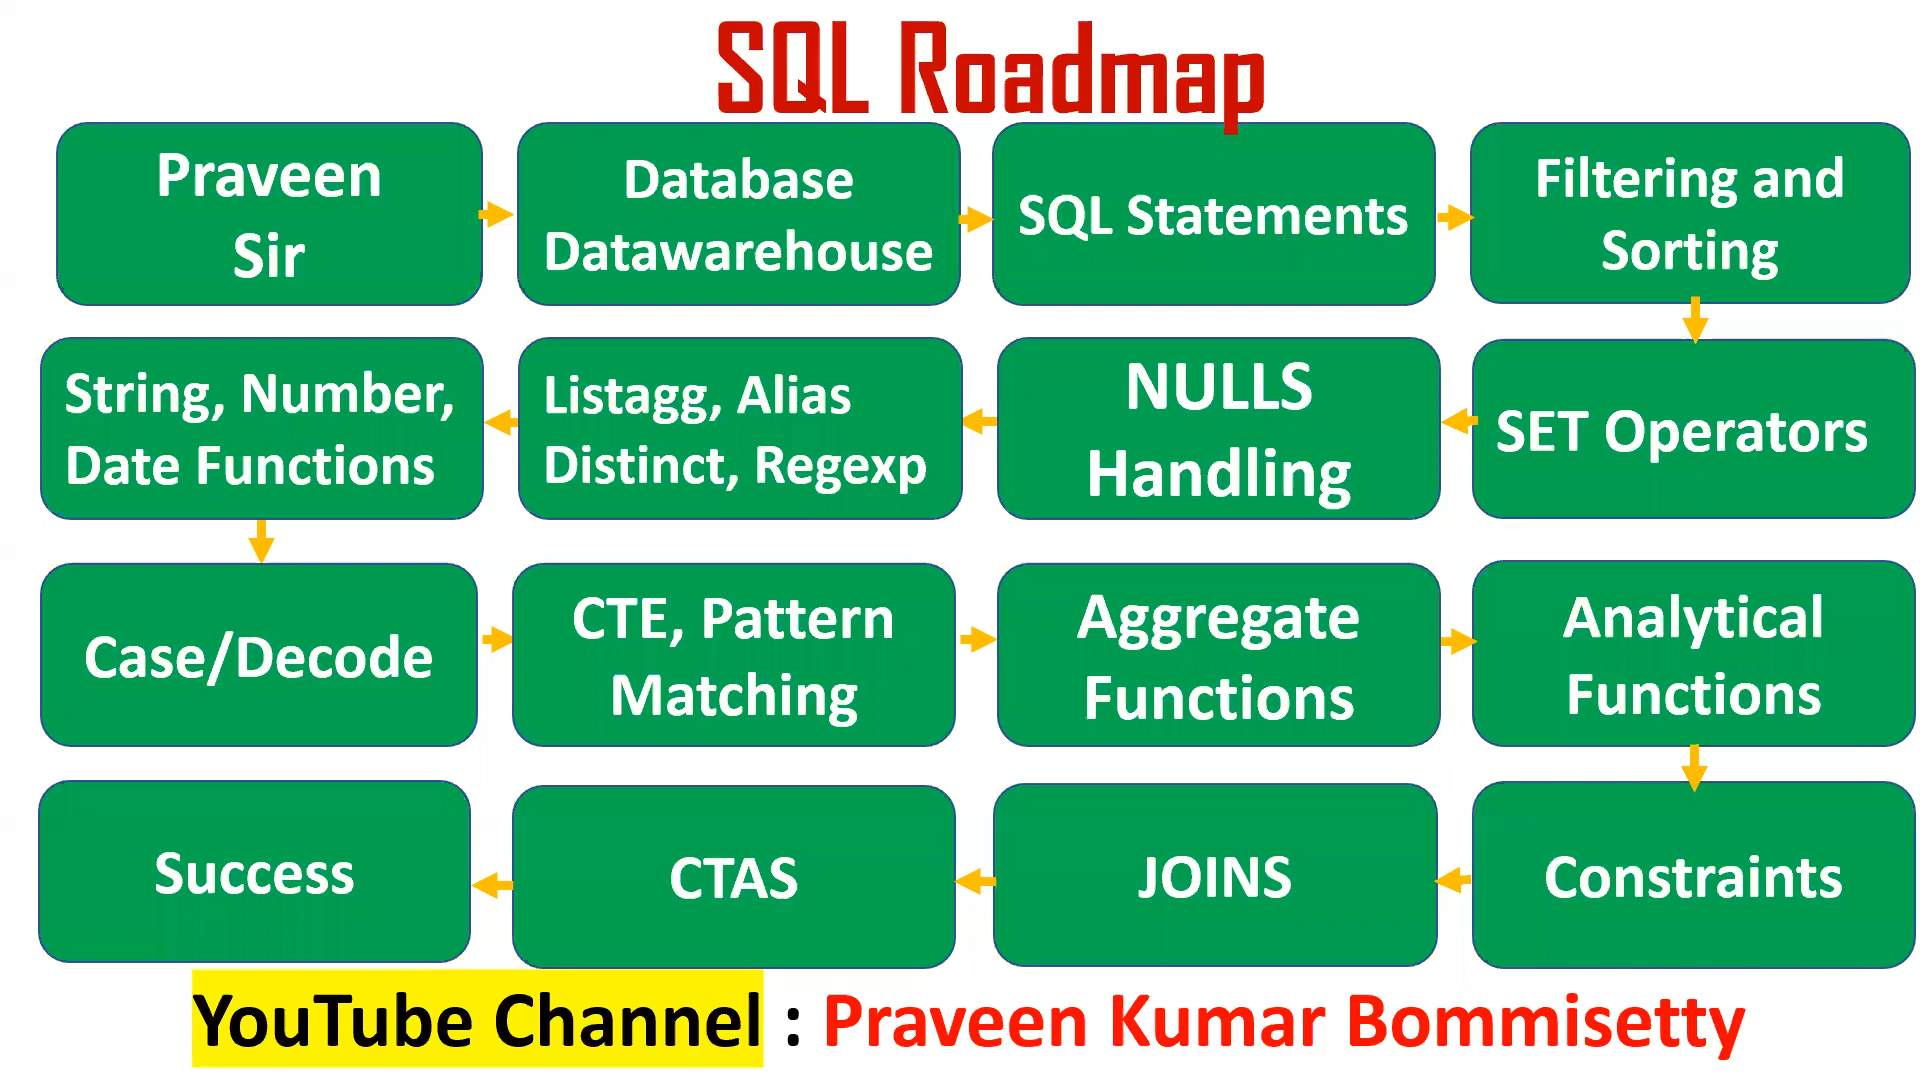 SQL Roadmap
Praveen
Sir
Database
Datawarehouse
SQL Statements
Filtering and
Sorting
SET Operators
NULLS
Handling
Listagg, Alias
Distinct, Regexp
String, Number,
Date Functions
Case/Decode
CTE, Pattern
Matching
Aggregate
Functions
Analytical
Functions
Constraints
JOINS
CTAS
Success
YouTube Channel : Praveen Kumar Bommisetty